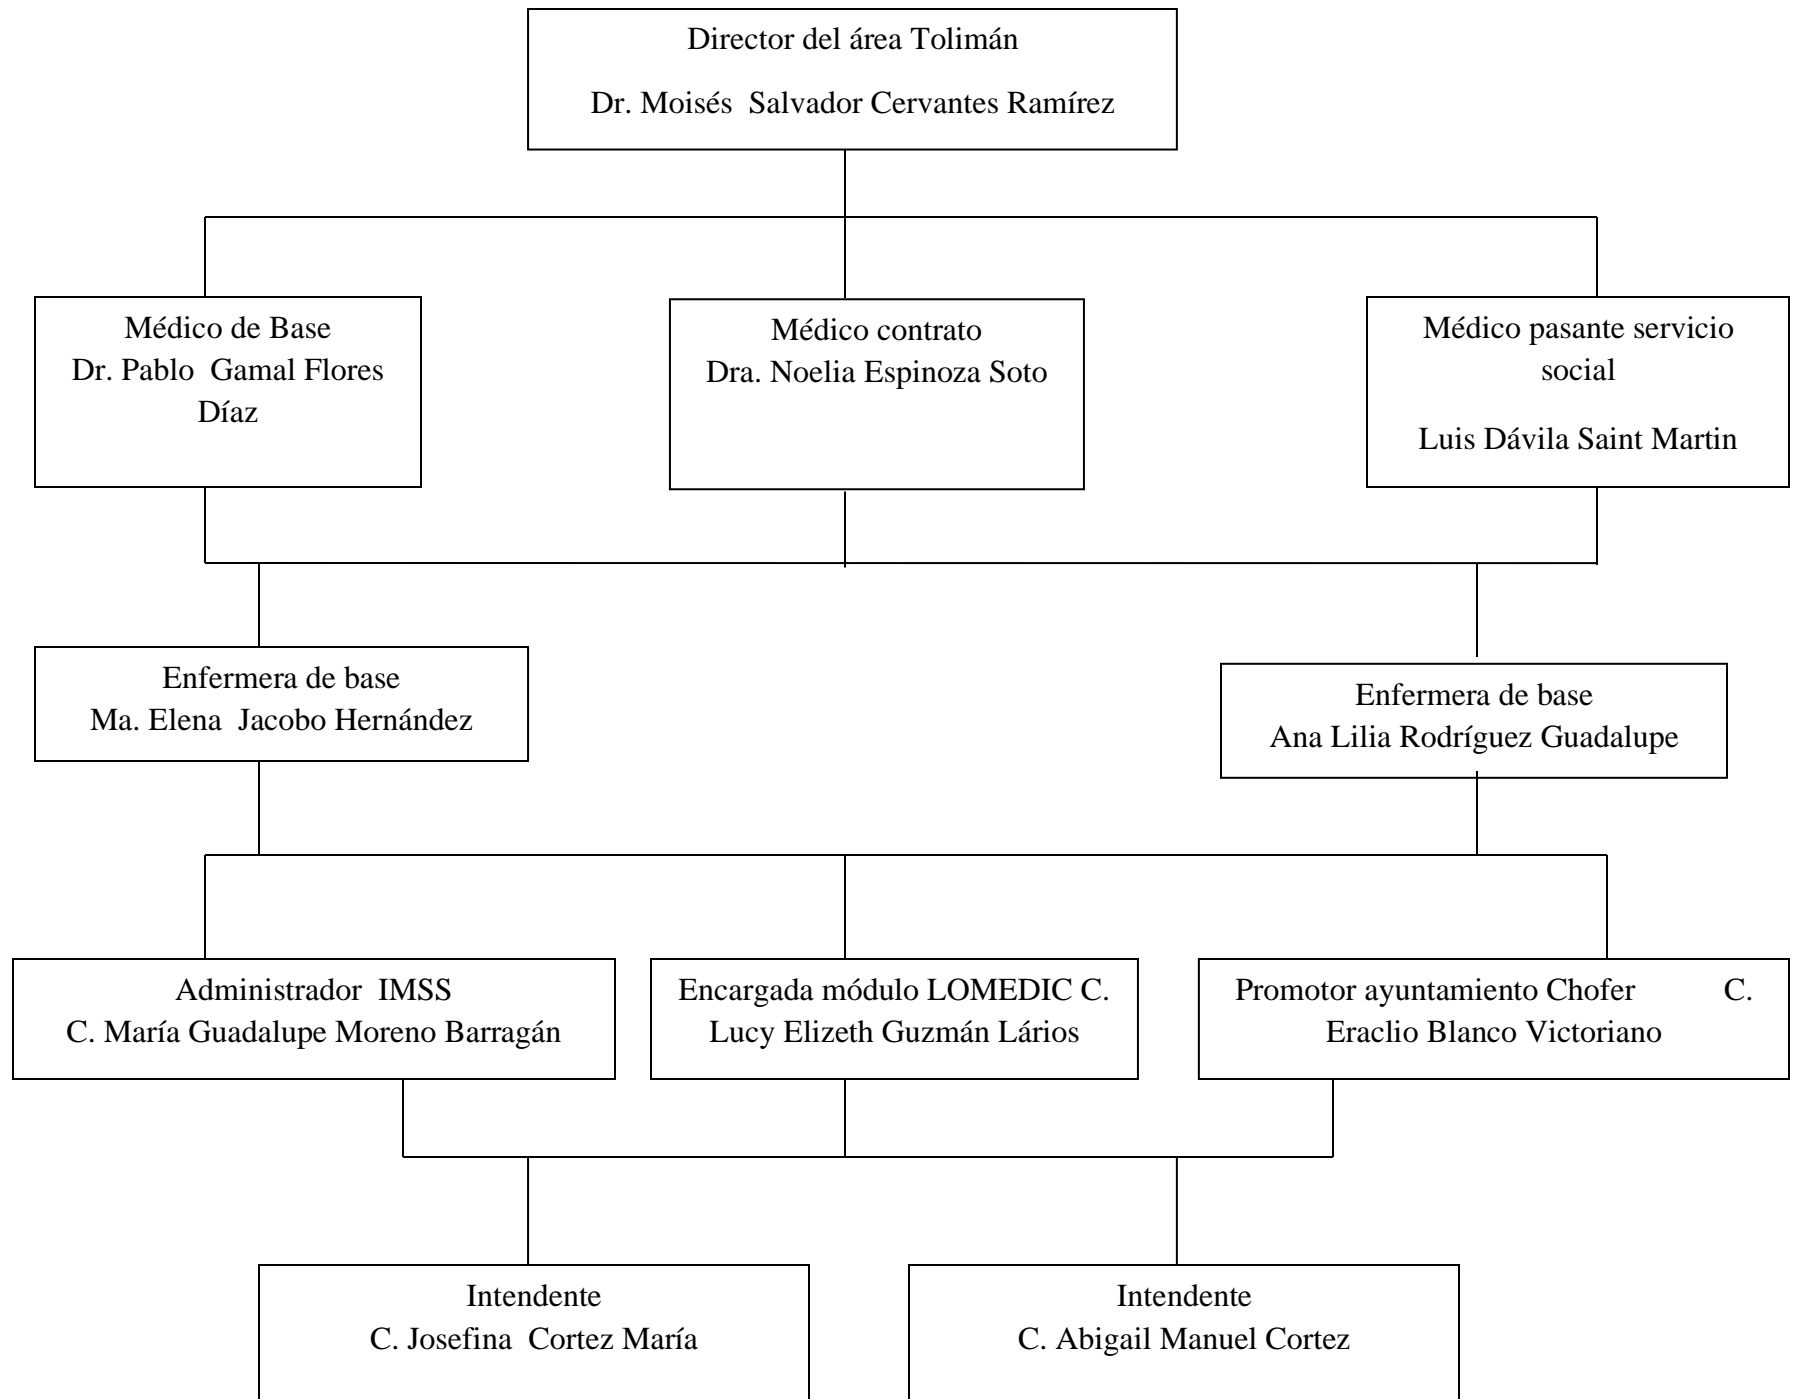 Director del área Tolimán
Dr. Moisés  Salvador Cervantes Ramírez
Médico de Base
Dr. Pablo  Gamal Flores
Díaz
Médico contrato
Dra. Noelia Espinoza Soto
Médico pasante servicio
social
Luis Dávila Saint Martin
Enfermera de base
Ma. Elena  Jacobo Hernández
Enfermera de base
Ana Lilia Rodríguez Guadalupe
Administrador  IMSS
C. María Guadalupe Moreno Barragán
Encargada módulo LOMEDIC C.
Lucy Elizeth Guzmán Lários
Promotor ayuntamiento Chofer           C.
Eraclio Blanco Victoriano
Intendente
C. Josefina  Cortez María
Intendente
C. Abigail Manuel Cortez